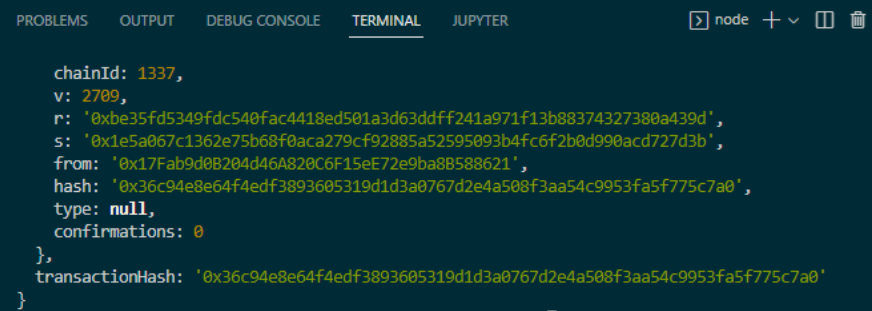 PROBLEMS OUTPUT DEBUG CONSOLE TERMINAL JUPYTER node
chainId: 1337,
v: 2709,
r: '0xbe35fd5349fdc540fac4418ed501a3d63ddff241a971f13b88374327380a439d',
s: '0x1e5a067c1362e75b68f0aca279cf92885a52595093b4fc6f2b0d990acd727d3b',
from: '0x17Fab9d0B204d46A820C6F15eE72e9ba8B588621',
hash: '0x36c94e8e64f4edf3893605319d1d3a0767d2e4a508f3aa54c9953fa5f775c7a0',
type: null,
confirmations: 0
},
transactionHash: '0x36c94e8e64f4edf3893605319d1d3a0767d2e4a508f3aa54c9953fa5f775c7a0'
}